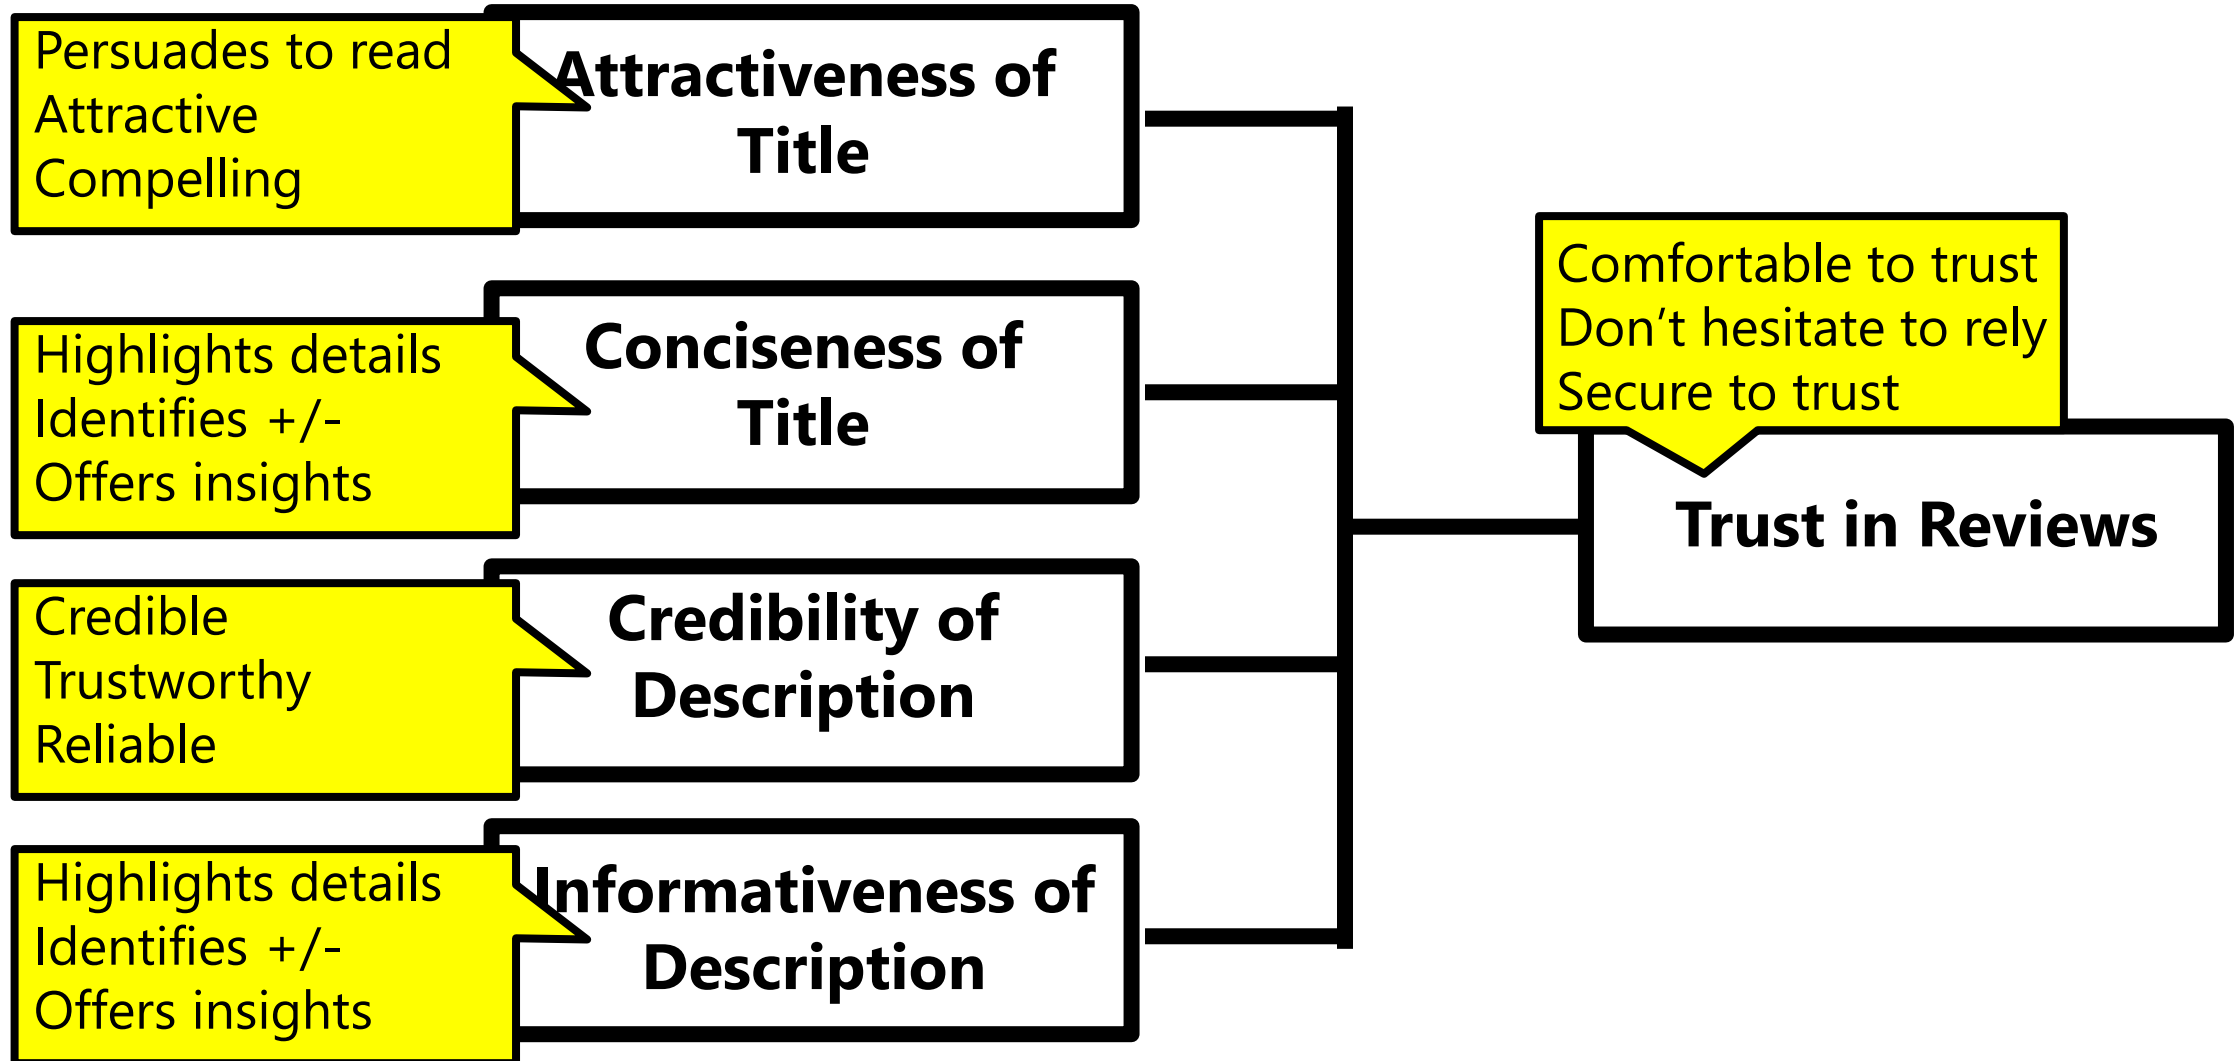 Persuades to read
Attractive
Compelling
Attractiveness of
Title
Highlights details
Identifies +/-
Offers insights
Conciseness of
Title
Credible
Trustworthy
Reliable
Credibility of
Description
Highlights details
Identifies +/-
Offers insights
Informativeness of
Description
Comfortable to trust
Don’t hesitate to rely
Secure to trust
Trust in Reviews